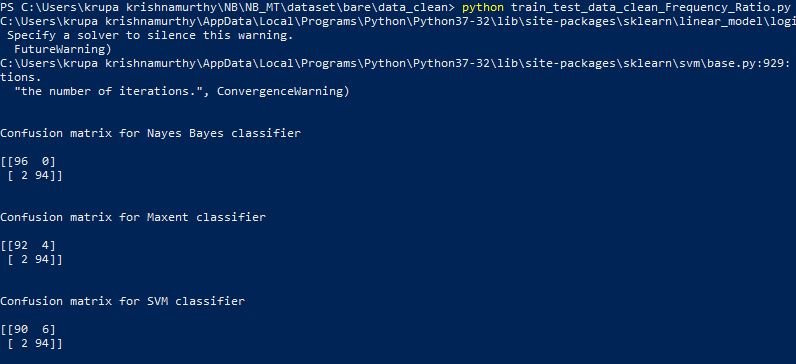 PS C:\Users\krupa krishnamurthy\NB\NB_MT\dataset\bare\data_clean> python train_test_data_clean_Frequency_Ratio.py
C:\Users\krupa krishnamurthy\AppData\Local\Programs\Python\Python37-32\lib\site-packages\sklearn\linear_model\logi
Specify a solver to silence this warning.
FutureWarning)
C:\Users\krupa krishnamurthy\AppData\Local\Programs\Python\Python37-32\lib\site-packages\sklearn\svm\base.py:929:
tions.
"the number of iterations.", ConvergenceWarning)
Confusion matrix for Nayes Bayes classifier
[[96 0]
[ 2 94]]
Confusion matrix for Maxent classifier
[[92 4]
[ 2 94]]
Confusion matrix for SVM classifier
[[90 6]
[ 2 94]]